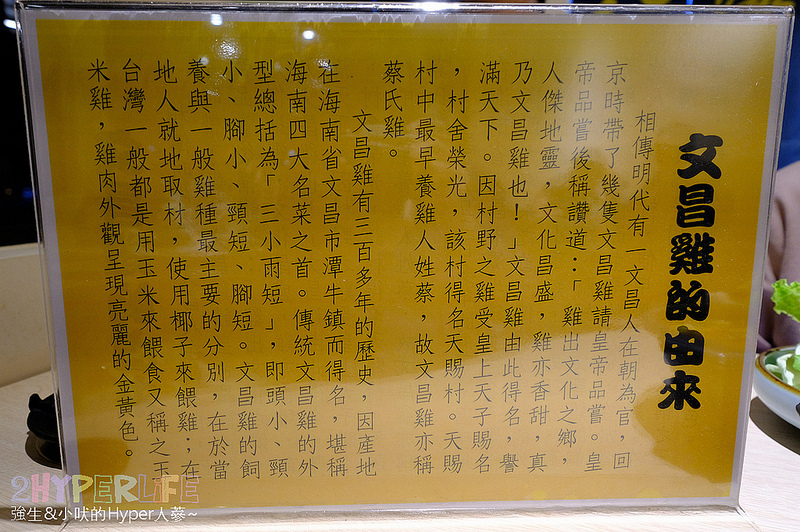 文昌雞的由來
相傳明代有一文昌人在朝為官，回
京時帶了幾隻文昌雞請皇帝品嘗。皇
帝品嘗後稱讚道：「雞出文化之鄉，
人傑地靈，文化昌盛，雞亦香甜，真
乃文昌雞也！」文昌雞由此得名，譽
滿天下。因村野之雞受皇上天子賜名
，村舍榮光，該村得名天賜村。天賜
村中最早養雞人姓蔡，故文昌雞亦稱
蔡氏雞。
文昌雞有三百多年的歷史，因產地
在海南省文昌市潭牛鎮而得名，堪稱
海南四大名菜之首。傳統文昌雞的外
型總括為「三小雨短」，即頭小、頸
小、腳小、頸短、腳短。文昌雞的飼
養與一般雞種最主要的分別，在於當
地人就地取材，使用椰子來餵雞；在
台灣一般都是用玉米來餵食又稱之玉
米雞，雞肉外觀呈現亮麗的金黃色。
2HYPERLIFE
強生&小吠的Hyper人蔘~